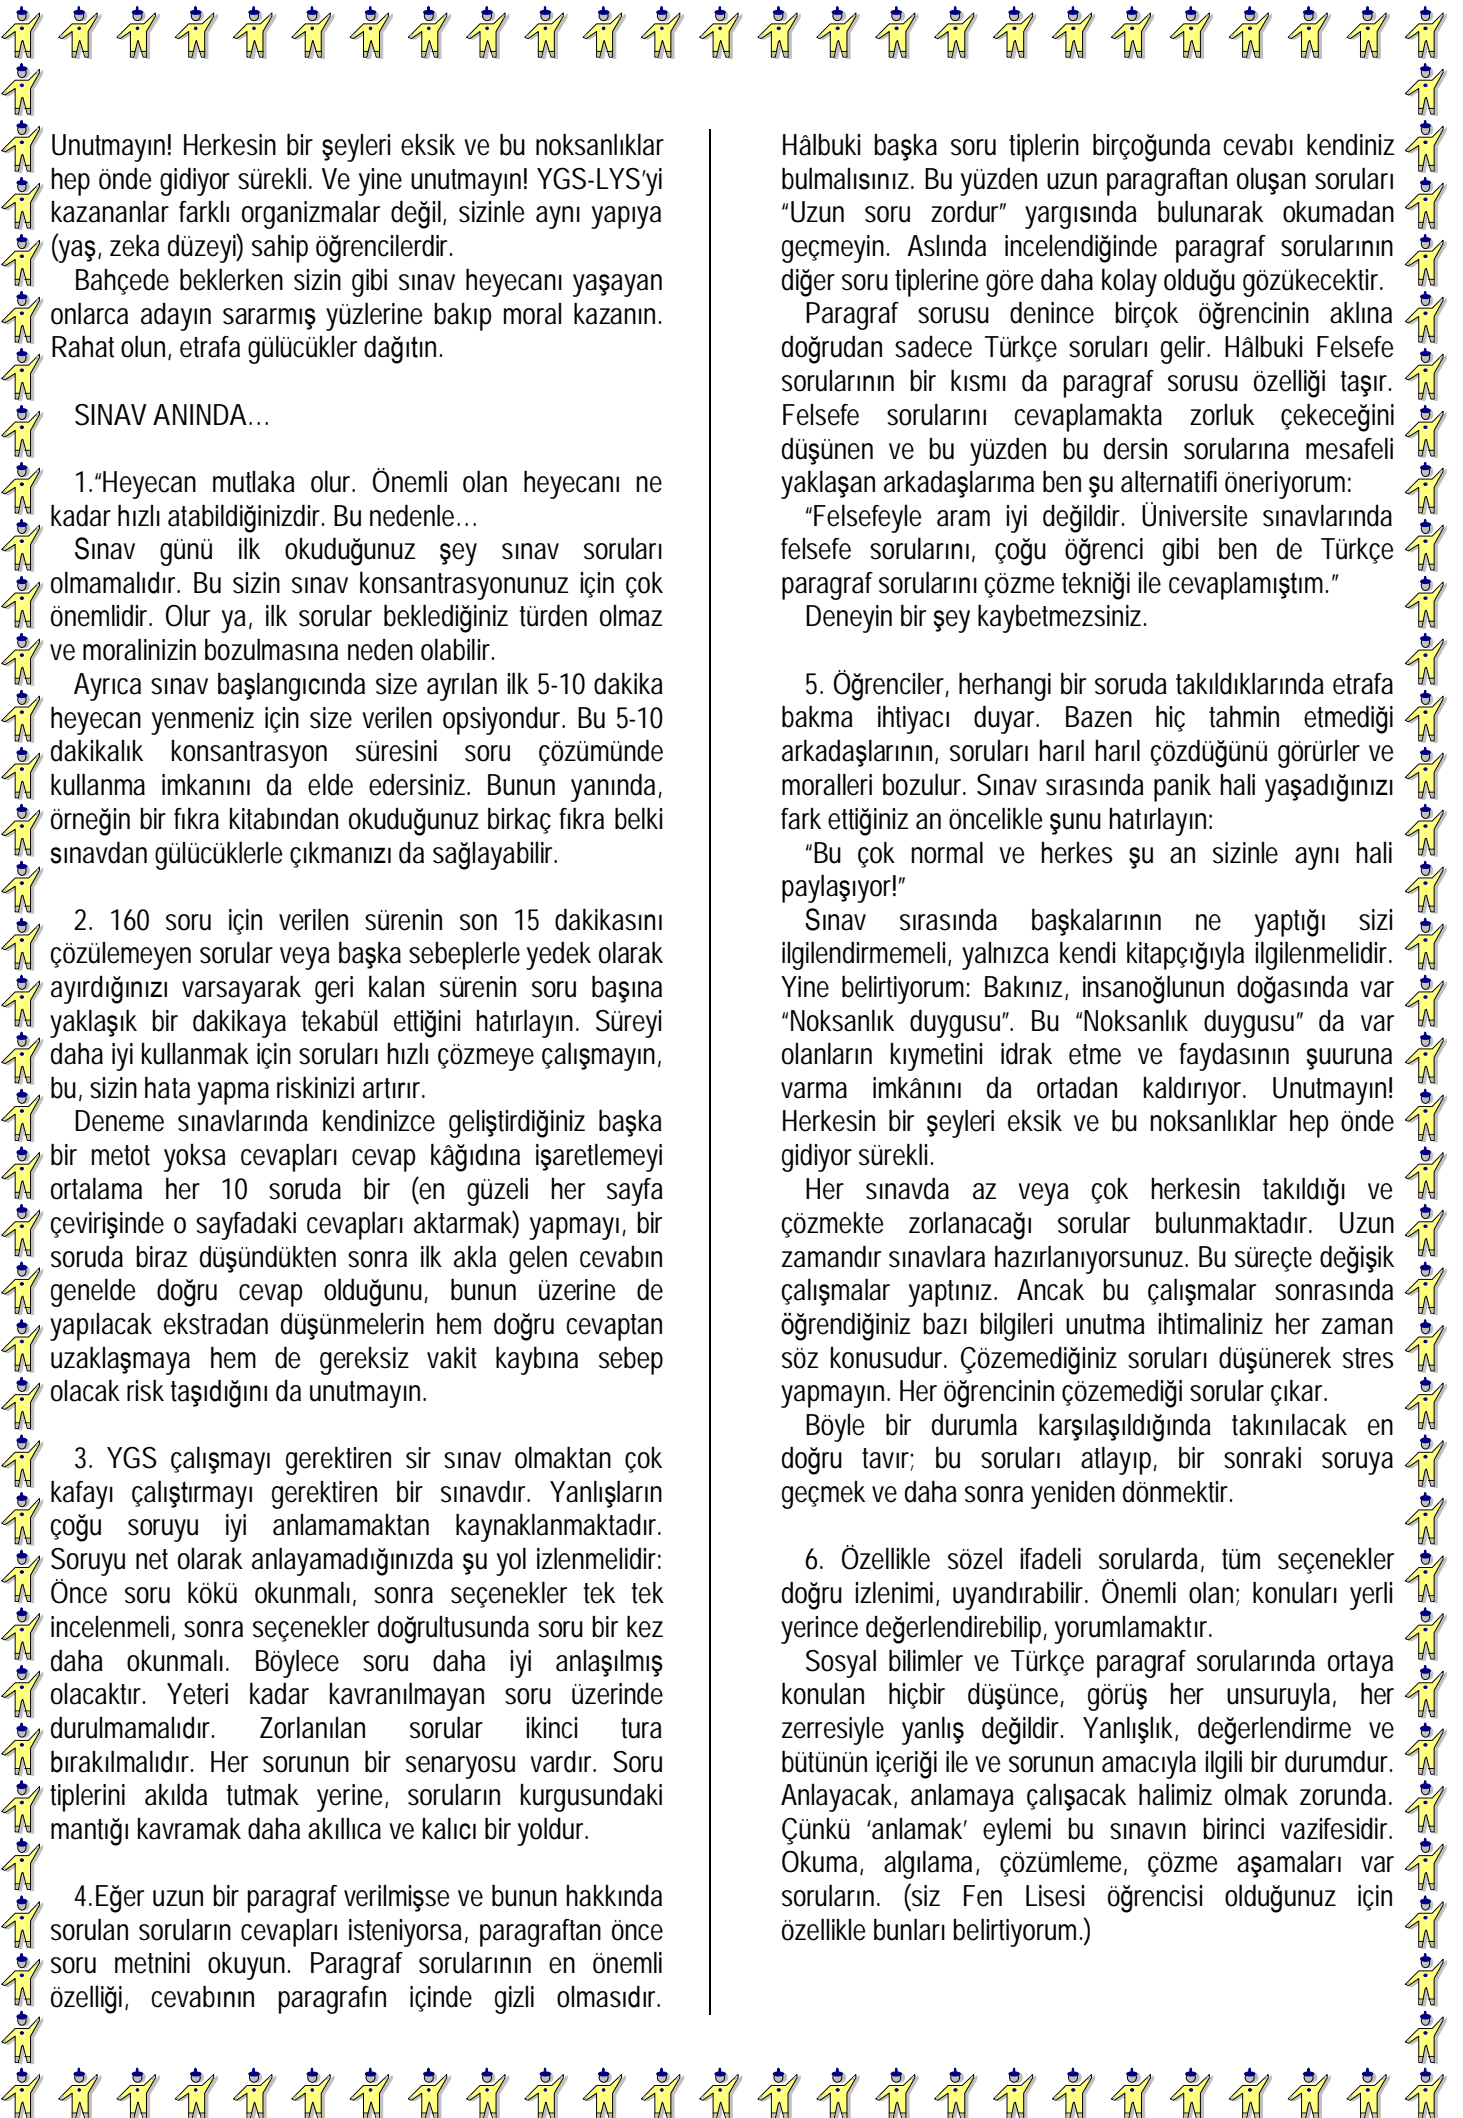 Unutmayın! Herkesin bir şeyleri eksik ve bu noksanlıklar
hep önde gidiyor sürekli. Ve yine unutmayın! YGS-LYS’yi
kazananlar farklı organizmalar değil, sizinle aynı yapıya
(yaş, zeka düzeyi) sahip öğrencilerdir.
Bahçede beklerken sizin gibi sınav heyecanı yaşayan
onlarca adayın sararmış yüzlerine bakıp moral kazanın.
Rahat olun, etrafa gülücükler dağıtın.
SINAV ANINDA…
1.“Heyecan mutlaka olur. Önemli olan heyecanı ne
kadar hızlı atabildiğinizdir. Bu nedenle…
Sınav günü ilk okuduğunuz şey sınav soruları
olmamalıdır. Bu sizin sınav konsantrasyonunuz için çok
önemlidir. Olur ya, ilk sorular beklediğiniz türden olmaz
ve moralinizin bozulmasına neden olabilir.
Ayrıca sınav başlangıcında size ayrılan ilk 5-10 dakika
heyecan yenmeniz için size verilen opsiyondur. Bu 5-10
dakikalık konsantrasyon süresini soru çözümünde
kullanma imkanını da elde edersiniz. Bunun yanında,
örneğin bir fıkra kitabından okuduğunuz birkaç fıkra belki
sınavdan gülücüklerle çıkmanızı da sağlayabilir.
2. 160 soru için verilen sürenin son 15 dakikasını
çözülemeyen sorular veya başka sebeplerle yedek olarak
ayırdığınızı varsayarak geri kalan sürenin soru başına
yaklaşık bir dakikaya tekabül ettiğini hatırlayın. Süreyi
daha iyi kullanmak için soruları hızlı çözmeye çalışmayın,
bu, sizin hata yapma riskinizi artırır.
Deneme sınavlarında kendinizce geliştirdiğiniz başka
bir metot yoksa cevapları cevap kâğıdına işaretlemeyi
ortalama her 10 soruda bir (en güzeli her sayfa
çevirişinde o sayfadaki cevapları aktarmak) yapmayı, bir
soruda biraz düşündükten sonra ilk akla gelen cevabın
genelde doğru cevap olduğunu, bunun üzerine de
yapılacak ekstradan düşünmelerin hem doğru cevaptan
uzaklaşmaya hem de gereksiz vakit kaybına sebep
olacak risk taşıdığını da unutmayın.
3. YGS çalışmayı gerektiren sir sınav olmaktan çok
kafayı çalıştırmayı gerektiren bir sınavdır. Yanlışların
çoğu soruyu iyi anlamamaktan kaynaklanmaktadır.
Soruyu net olarak anlayamadığınızda şu yol izlenmelidir:
Önce soru kökü okunmalı, sonra seçenekler tek tek
incelenmeli, sonra seçenekler doğrultusunda soru bir kez
daha okunmalı. Böylece soru daha iyi anlaşılmış
olacaktır. Yeteri kadar kavranılmayan soru üzerinde
durulmamalıdır. Zorlanılan sorular ikinci tura
bırakılmalıdır. Her sorunun bir senaryosu vardır. Soru
tiplerini akılda tutmak yerine, soruların kurgusundaki
mantığı kavramak daha akıllıca ve kalıcı bir yoldur.
4.Eğer uzun bir paragraf verilmişse ve bunun hakkında
sorulan soruların cevapları isteniyorsa, paragraftan önce
soru metnini okuyun. Paragraf sorularının en önemli
özelliği, cevabının paragrafın içinde gizli olmasıdır.
Hâlbuki başka soru tiplerin birçoğunda cevabı kendiniz
bulmalısınız. Bu yüzden uzun paragraftan oluşan soruları
“Uzun soru zordur” yargısında bulunarak okumadan
geçmeyin. Aslında incelendiğinde paragraf sorularının
diğer soru tiplerine göre daha kolay olduğu gözükecektir.
Paragraf sorusu denince birçok öğrencinin aklına
doğrudan sadece Türkçe soruları gelir. Hâlbuki Felsefe
sorularının bir kısmı da paragraf sorusu özelliği taşır.
Felsefe sorularını cevaplamakta zorluk çekeceğini
düşünen ve bu yüzden bu dersin sorularına mesafeli
yaklaşan arkadaşlarıma ben şu alternatifi öneriyorum:
“Felsefeyle aram iyi değildir. Üniversite sınavlarında
felsefe sorularını, çoğu öğrenci gibi ben de Türkçe
paragraf sorularını çözme tekniği ile cevaplamıştım.”
Deneyin bir şey kaybetmezsiniz.
5. Öğrenciler, herhangi bir soruda takıldıklarında etrafa
bakma ihtiyacı duyar. Bazen hiç tahmin etmediği
arkadaşlarının, soruları harıl harıl çözdüğünü görürler ve
moralleri bozulur. Sınav sırasında panik hali yaşadığınızı
fark ettiğiniz an öncelikle şunu hatırlayın:
“Bu çok normal ve herkes şu an sizinle aynı hali
paylaşıyor!”
Sınav sırasında başkalarının ne yaptığı sizi
ilgilendirmemeli, yalnızca kendi kitapçığıyla ilgilenmelidir.
Yine belirtiyorum: Bakınız, insanoğlunun doğasında var
“Noksanlık duygusu”. Bu “Noksanlık duygusu” da var
olanların kıymetini idrak etme ve faydasının şuuruna
varma imkânını da ortadan kaldırıyor. Unutmayın!
Herkesin bir şeyleri eksik ve bu noksanlıklar hep önde
gidiyor sürekli.
Her sınavda az veya çok herkesin takıldığı ve
çözmekte zorlanacağı sorular bulunmaktadır. Uzun
zamandır sınavlara hazırlanıyorsunuz. Bu süreçte değişik
çalışmalar yaptınız. Ancak bu çalışmalar sonrasında
öğrendiğiniz bazı bilgileri unutma ihtimaliniz her zaman
söz konusudur. Çözemediğiniz soruları düşünerek stres
yapmayın. Her öğrencinin çözemediği sorular çıkar.
Böyle bir durumla karşılaşıldığında takınılacak en
doğru tavır; bu soruları atlayıp, bir sonraki soruya
geçmek ve daha sonra yeniden dönmektir.
6. Özellikle sözel ifadeli sorularda, tüm seçenekler
doğru izlenimi, uyandırabilir. Önemli olan; konuları yerli
yerince değerlendirebilip, yorumlamaktır.
Sosyal bilimler ve Türkçe paragraf sorularında ortaya
konulan hiçbir düşünce, görüş her unsuruyla, her
zerresiyle yanlış değildir. Yanlışlık, değerlendirme ve
bütünün içeriği ile ve sorunun amacıyla ilgili bir durumdur.
Anlayacak, anlamaya çalışacak halimiz olmak zorunda.
Çünkü ‘anlamak’ eylemi bu sınavın birinci vazifesidir.
Okuma, algılama, çözümleme, çözme aşamaları var
soruların. (siz Fen Lisesi öğrencisi olduğunuz için
özellikle bunları belirtiyorum.)